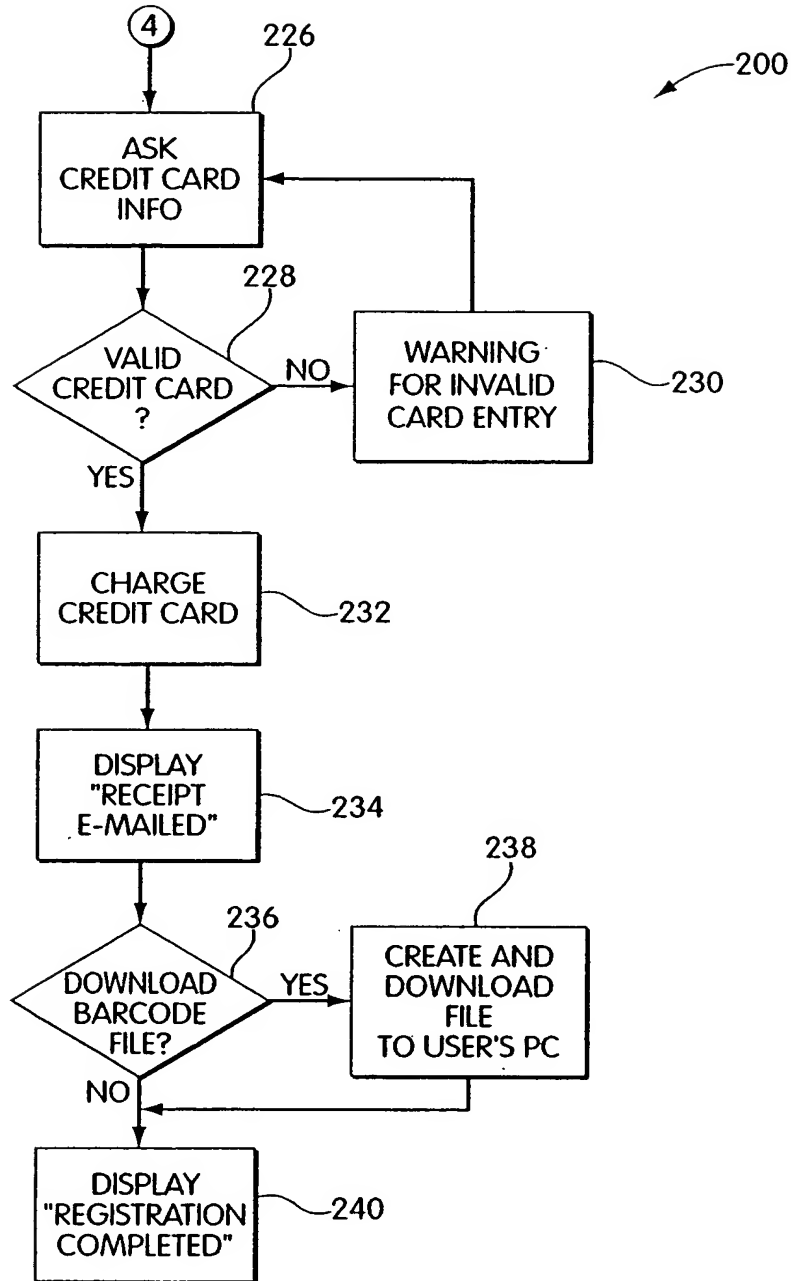 4
226
200
ASK
CREDIT CARD
INFO
228
VALID
CREDIT CARD
?
NO
WARNING
FOR INVALID
CARD ENTRY
230
YES
CHARGE
CREDIT CARD
232
DISPLAY
"RECEIPT
E-MAILED"
234
238
236
DOWNLOAD
BARCODE
FILE?
YES
CREATE AND
DOWNLOAD
FILE
TO USER'S PC
NO
DISPLAY
"REGISTRATION
COMPLETED"
240